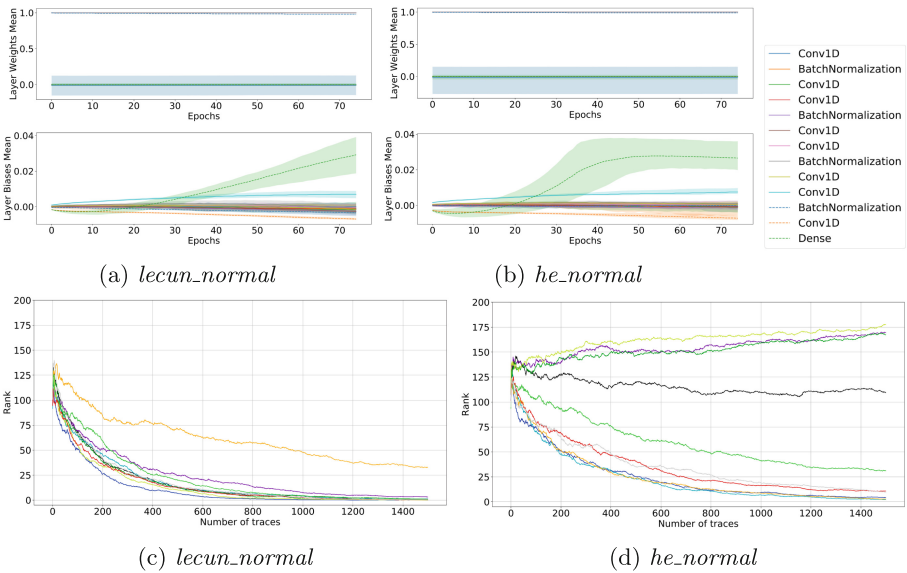 Layer Weights Mean
1.0
0.5
0.0
0 10 20 30 40 50 60 70
Epochs
Layer Biases Mean
0.04
0.02
0.00
0 10 20 30 40 50 60 70
Epochs
(a) lecun_normal
Layer Weights Mean
1.0
0.5
0.0
0 10 20 30 40 50 60 70
Epochs
Layer Biases Mean
0.04
0.02
0.00
0 10 20 30 40 50 60 70
Epochs
(b) he_normal
Conv1D
BatchNormalization
Conv1D
Conv1D
BatchNormalization
Conv1D
Conv1D
BatchNormalization
Conv1D
Conv1D
BatchNormalization
Conv1D
Dense
Rank
200
175
150
125
100
75
50
25
0
0 200 400 600 800 1000 1200 1400
Number of traces
(c) lecun_normal
Rank
200
175
150
125
100
75
50
25
0
0 200 400 600 800 1000 1200 1400
Number of traces
(d) he_normal